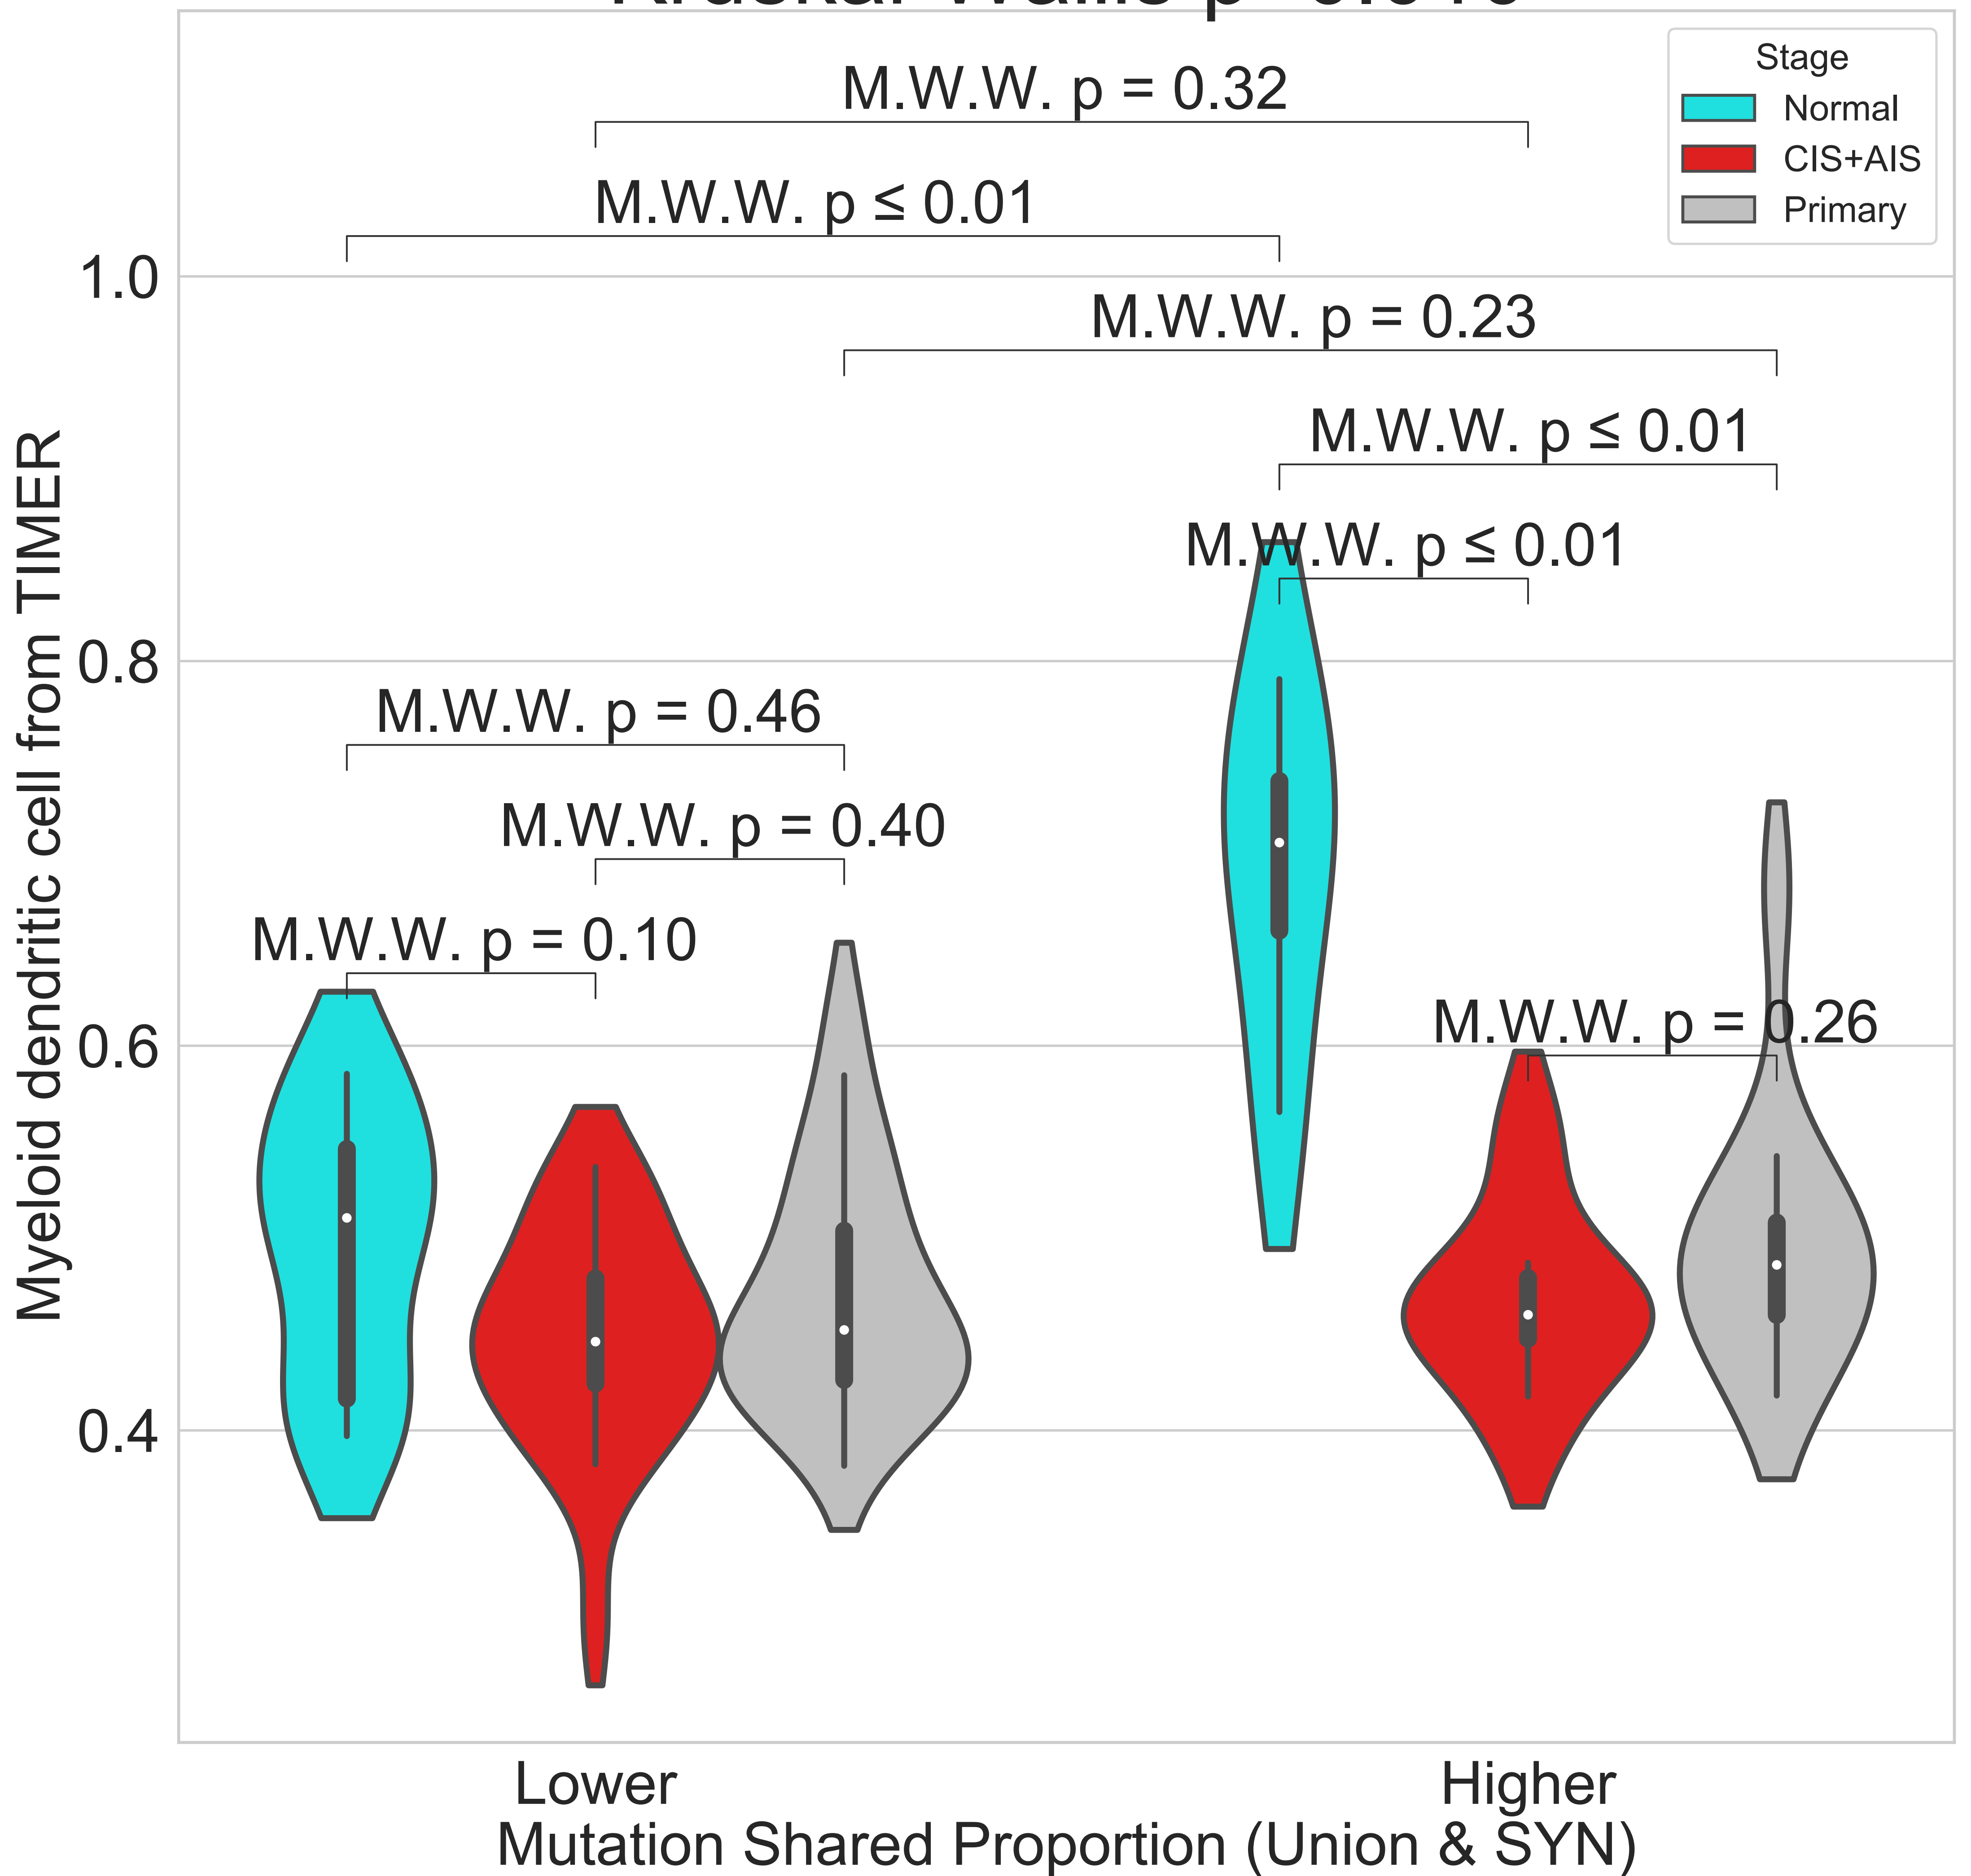 Stage
Normal
CIS+AIS
Primary
M.W.W. p = 0.32
M.W.W. p ≤ 0.01
M.W.W. p = 0.23
M.W.W. p ≤ 0.01
M.W.W. p ≤ 0.01
M.W.W. p = 0.46
M.W.W. p = 0.40
M.W.W. p = 0.10
M.W.W. p = 0.26
1.0
0.8
0.6
0.4
Myeloid dendritic cell from TIMER
Lower
Higher
Mutation Shared Proportion (Union & SYN)